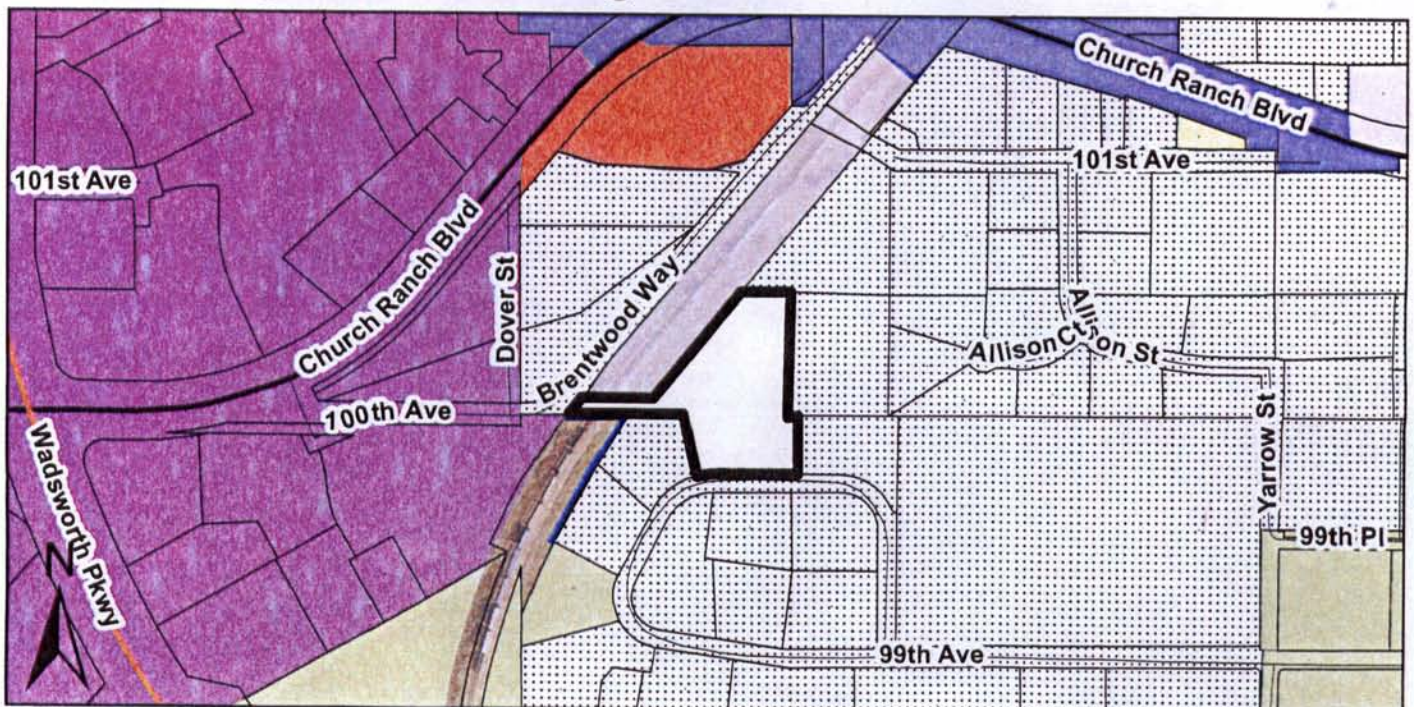 Church Ranch Blvd
101st Ave
101st Ave
Church Ranch Blvd
Dover St
Brentwood Way
Allison Ct
Allison St
100th Ave
Wadsworth Pkwy
Yarrow St
99th Pl
N
99th Ave